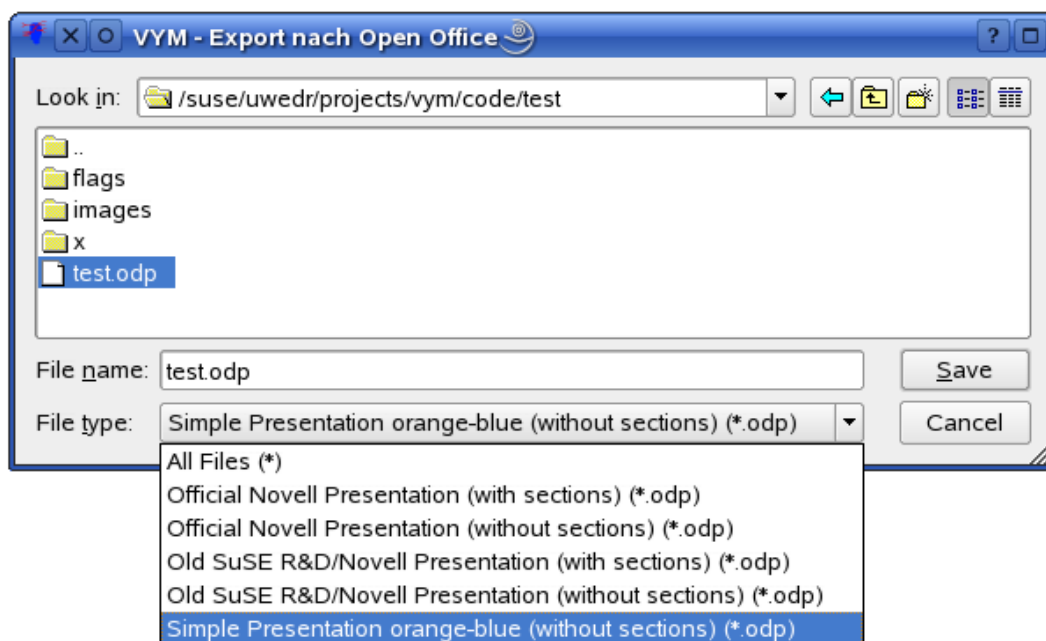 VYM - Export nach Open Office
Look in: /suse/uwedr/projects/vym/code/test
..
flags
images
x
test.odp
File name: test.odp Save
File type: Simple Presentation orange-blue (without sections) (*.odp) Cancel
All Files (*)
Official Novell Presentation (with sections) (*.odp)
Official Novell Presentation (without sections) (*.odp)
Old SuSE R&D/Novell Presentation (with sections) (*.odp)
Old SuSE R&D/Novell Presentation (without sections) (*.odp)
Simple Presentation orange-blue (without sections) (*.odp)